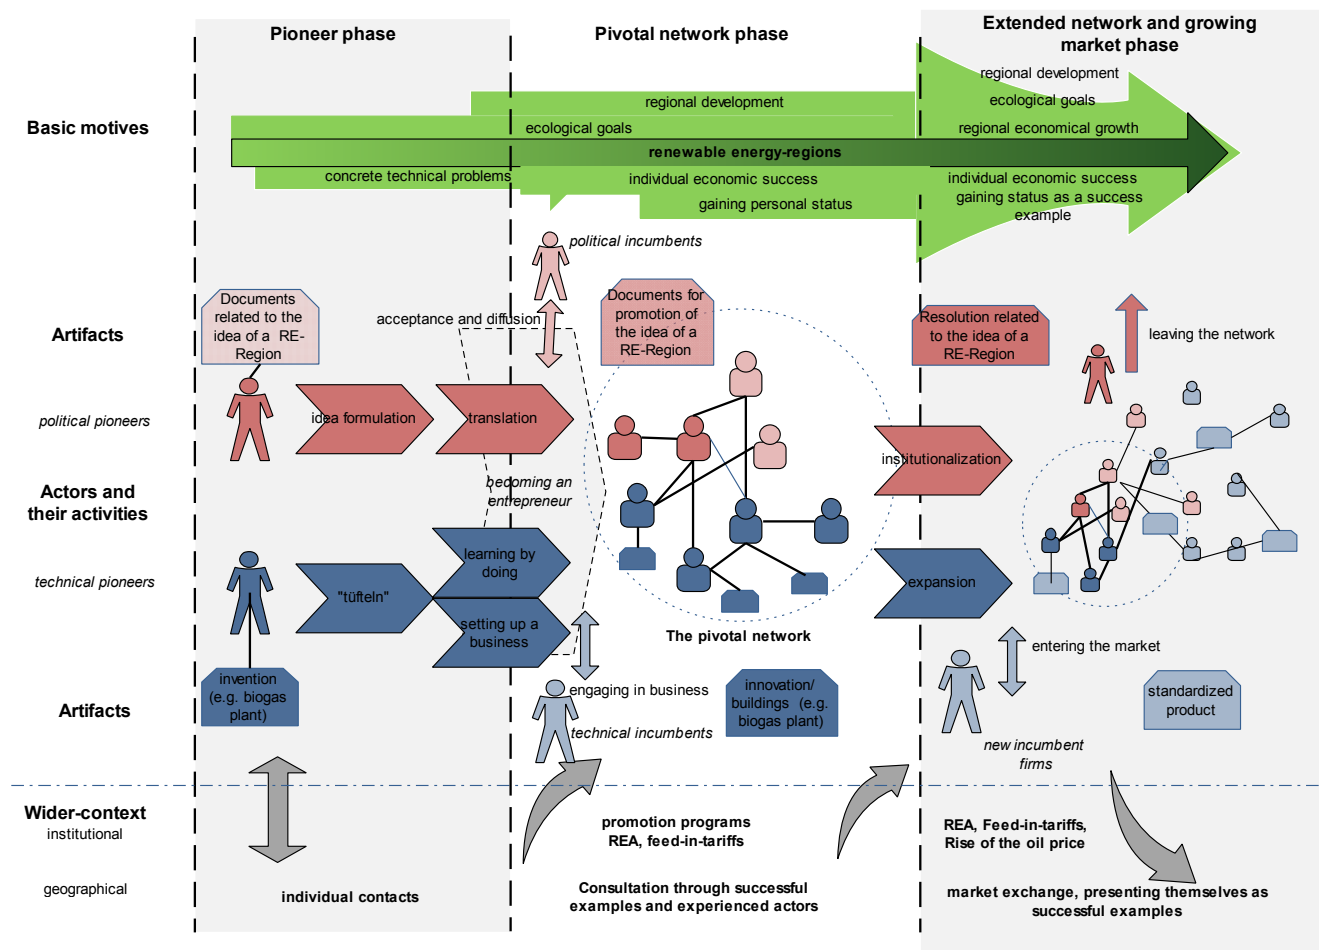 Pioneer phase
Pivotal network phase
Extended network and growing
market phase
Basic motives
regional development
ecological goals
renewable energy-regions
concrete technical problems
individual economic success
gaining personal status
regional development
ecological goals
regional economical growth
individual economic success
gaining status as a success
example
political incumbents
Artifacts
Documents
related to the
idea of a RE-
Region
acceptance and diffusion
Documents for
promotion of
the idea of a
RE-Region
Resolution related
to the idea of a
RE-Region
leaving the network
political pioneers
idea formulation
translation
institutionalization
Actors and
their activities
becoming an
entrepreneur
technical pioneers
"tüfteln"
learning by
doing
setting up a
business
expansion
The pivotal network
entering the market
Artifacts
invention
(e.g. biogas
plant)
engaging in business
technical incumbents
innovation/
buildings (e.g.
biogas plant)
new incumbent
firms
standardized
product
Wider-context
institutional
promotion programs
REA, feed-in-tariffs
REA, Feed-in-tariffs,
Rise of the oil price
geographical
individual contacts
Consultation through successful
examples and experienced actors
market exchange, presenting themselves as
successful examples